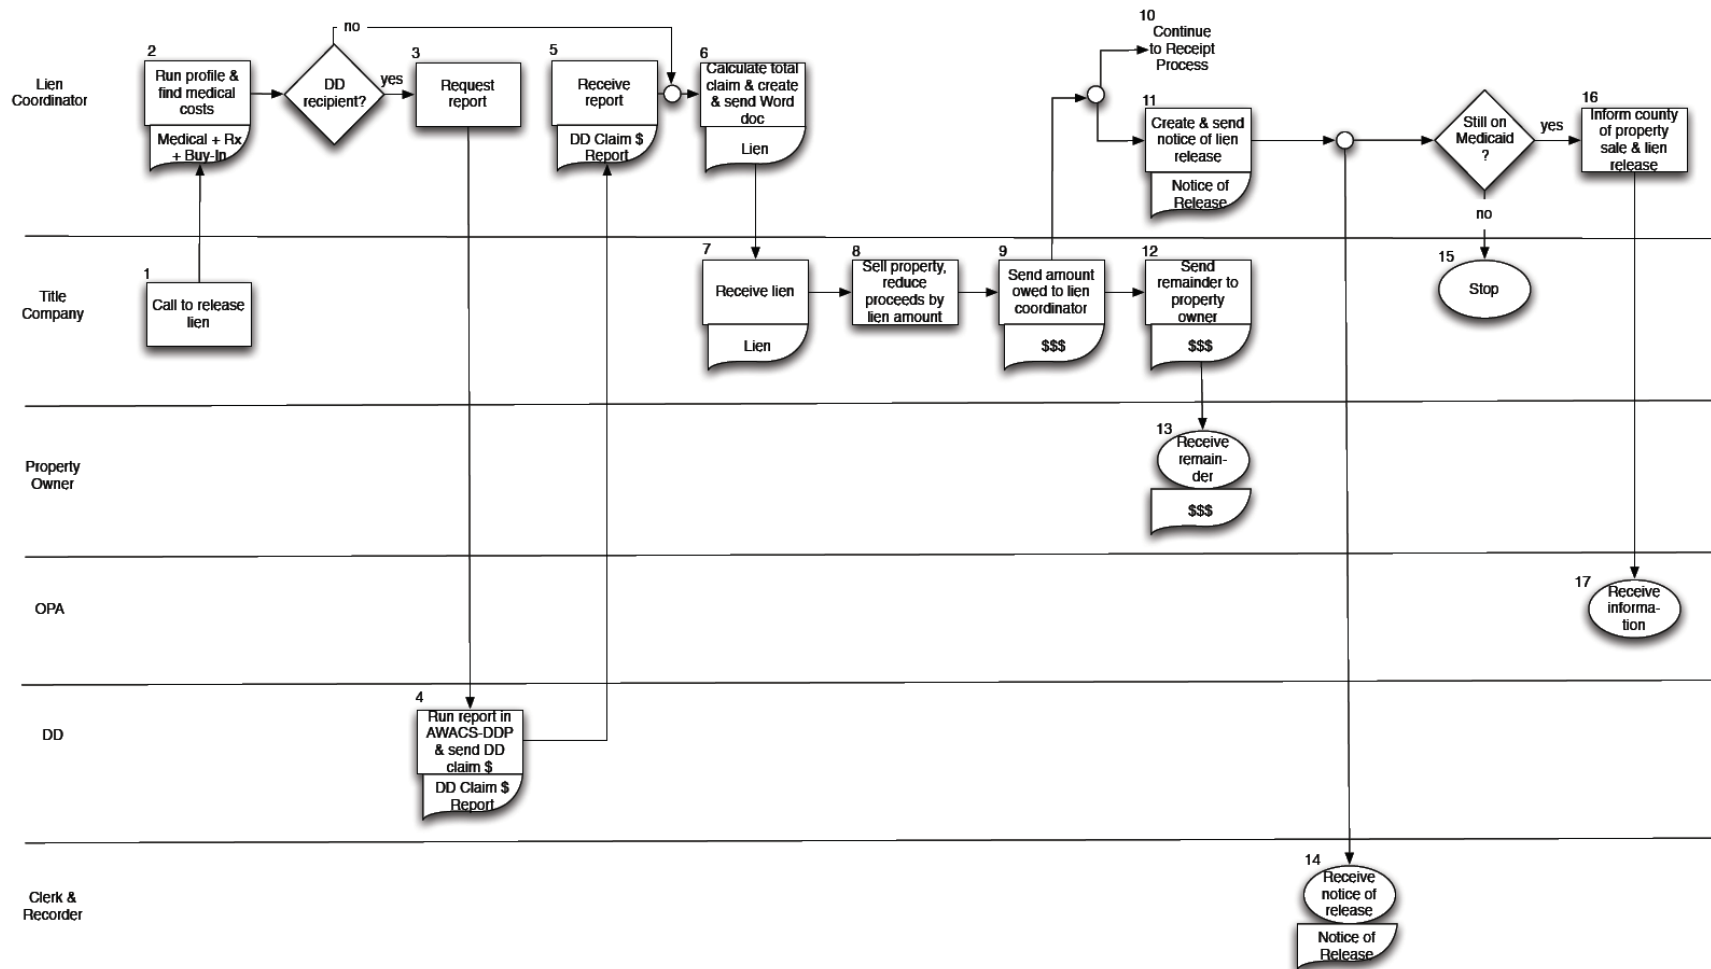 Lien
Coordinator
2
Run profile &
find medical
costs
Medical + Rx
+ Buy-In
DD
recipient?
no
yes
3
Request
report
5
Receive
report
DD Claim $
Report
6
Calculate total
claim & create
& send Word
doc
Lien
10
Continue
to Receipt
Process
11
Create & send
notice of lien
release
Notice of
Release
Still on
Medicaid
?
yes
no
16
Inform county
of property
sale & lien
release
Title
Company
1
Call to release
lien
7
Receive lien
Lien
8
Sell property,
reduce
proceeds by
lien amount
9
Send amount
owed to lien
coordinator
$$$
12
Send
remainder to
property
owner
$$$
15
Stop
Property
Owner
13
Receive
remain-
der
$$$
OPA
17
Receive
informa-
tion
DD
4
Run report in
AWACS-DDP
& send DD
claim $
DD Claim $
Report
Clerk &
Recorder
14
Receive
notice of
release
Notice of
Release